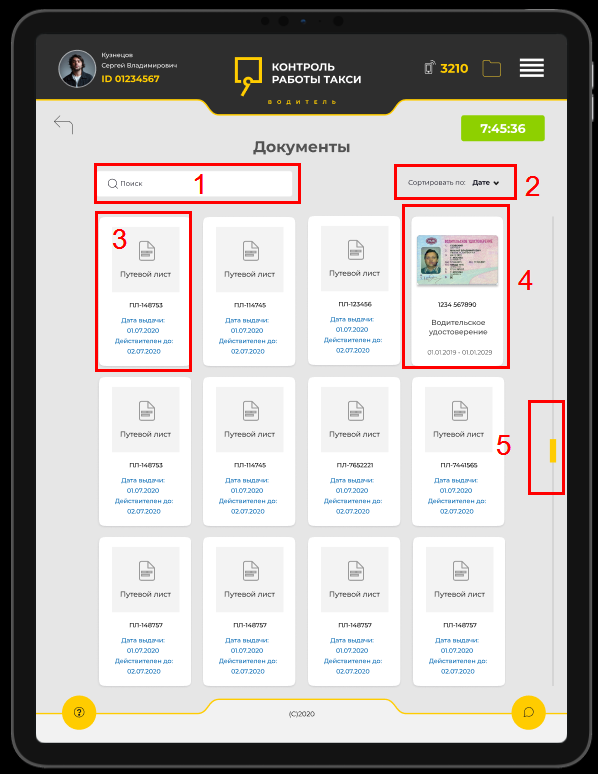 Кузнецов
Сергей Владимирович
ID 01234567
КОНТРОЛЬ
РАБОТЫ ТАКСИ
ВОДИТЕЛЬ
3210
7:45:36
Документы
Поиск
1
Сортировать по: Дате
2
3
Путевой лист
ПЛ-148753
Дата выдачи:
01.07.2020
Действителен до:
02.07.2020
Путевой лист
ПЛ-114745
Дата выдачи:
01.07.2020
Действителен до:
02.07.2020
Путевой лист
ПЛ-123456
Дата выдачи:
01.07.2020
Действителен до:
02.07.2020
1234 567890
Водительское
удостоверение
01.01.2019 - 01.01.2029
4
Путевой лист
ПЛ-148753
Дата выдачи:
01.07.2020
Действителен до:
02.07.2020
Путевой лист
ПЛ-114745
Дата выдачи:
01.07.2020
Действителен до:
02.07.2020
Путевой лист
ПЛ-7652221
Дата выдачи:
01.07.2020
Действителен до:
02.07.2020
Путевой лист
ПЛ-7441565
Дата выдачи:
01.07.2020
Действителен до:
02.07.2020
5
Путевой лист
ПЛ-148757
Дата выдачи:
01.07.2020
Действителен до:
02.07.2020
Путевой лист
ПЛ-148757
Дата выдачи:
01.07.2020
Действителен до:
02.07.2020
Путевой лист
ПЛ-148757
Дата выдачи:
01.07.2020
Действителен до:
02.07.2020
Путевой лист
ПЛ-148757
Дата выдачи:
01.07.2020
Действителен до:
02.07.2020
?
(C)2020